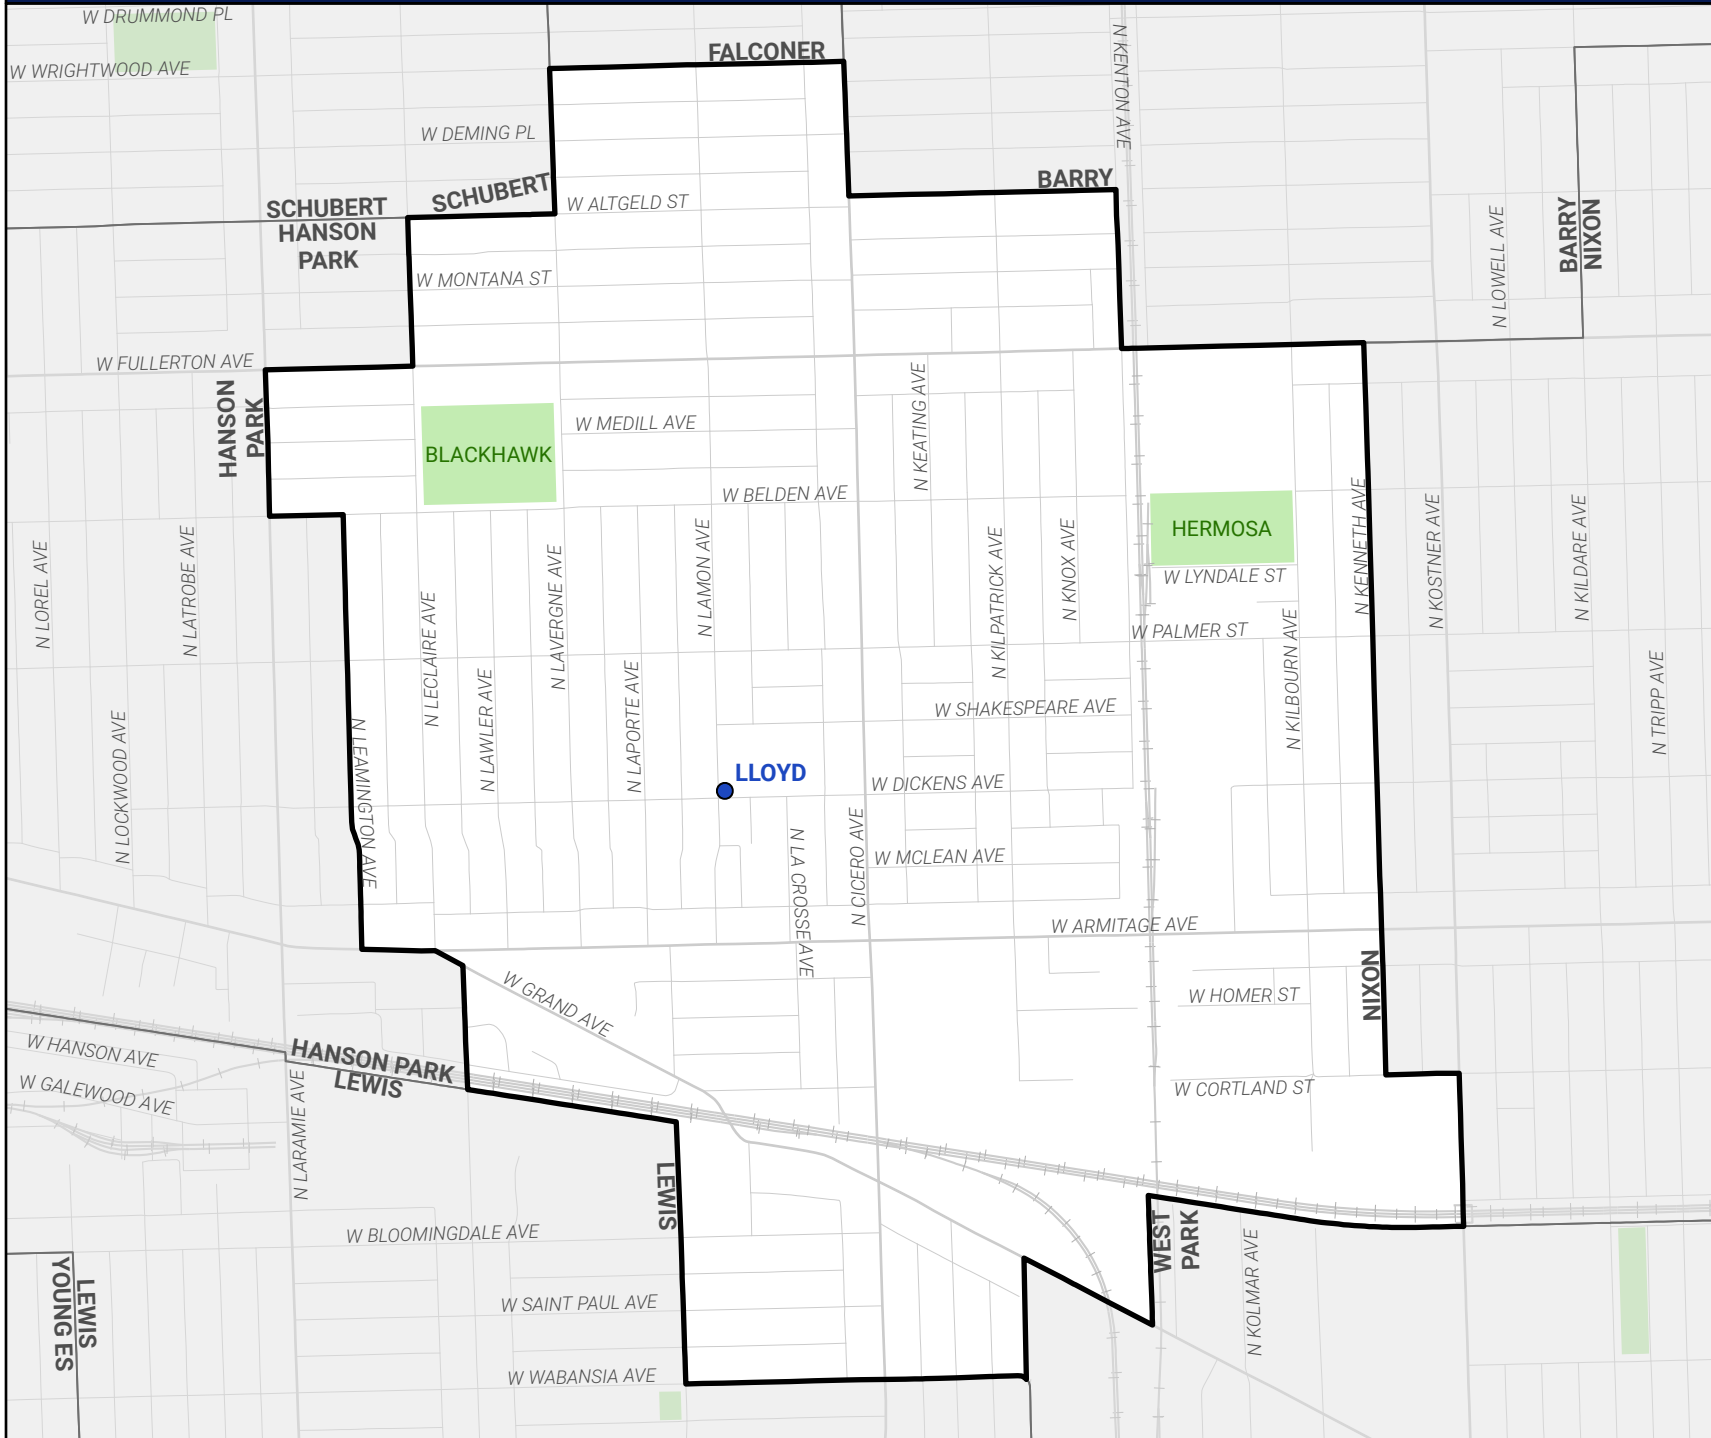 W DRUMMOND PL
W WRIGHTWOOD AVE
FALCONER
N KENTON AVE
W DEMING PL
SCHUBERT
BARRY
W ALTGELD ST
SCHUBERT
HANSON
PARK
BARRY
NIXON
N LOWELL AVE
W MONTANA ST
W FULLERTON AVE
HANSON
PARK
BLACKHAWK
W MEDILL AVE
N KEATING AVE
W BELDEN AVE
HERMOSA
W LYNDALE ST
N KENNETH AVE
N KOSTNER AVE
N KILDARE AVE
N LOREL AVE
N LATROBE AVE
N LECLAIRE AVE
N LAVERGNE AVE
N LAMON AVE
N KILPATRICK AVE
N KNOX AVE
W PALMER ST
N KILBOURN AVE
N TRIPP AVE
N LOCKWOOD AVE
N LEAMINGTON AVE
N LAWLER AVE
N LAPORTE AVE
W SHAKESPEARE AVE
LLOYD
W DICKENS AVE
N LA CROSSE AVE
N CICERO AVE
W MCLEAN AVE
W ARMITAGE AVE
NIXON
W GRAND AVE
W HOMER ST
W HANSON AVE
HANSON PARK
LEWIS
W GALEWOOD AVE
N LARAMIE AVE
W CORTLAND ST
LEWIS
WEST
PARK
W BLOOMINGDALE AVE
N KOLMAR AVE
LEWIS
YOUNG ES
W SAINT PAUL AVE
W WABANSIA AVE